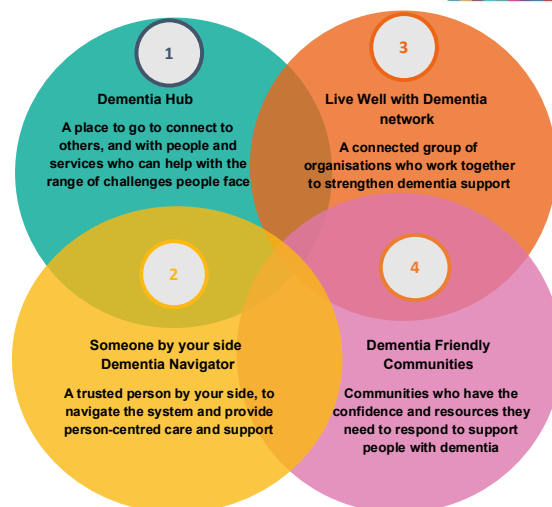 1
Dementia Hub
A place to go to connect to
others, and with people and
services who can help with the
range of challenges people face
3
Live Well with Dementia
network
A connected group of
organisations who work together
to strengthen dementia support
2
Someone by your side
Dementia Navigator
A trusted person by your side, to
navigate the system and provide
person-centred care and support
4
Dementia Friendly
Communities
Communities who have the
confidence and resources they
need to respond to support
people with dementia